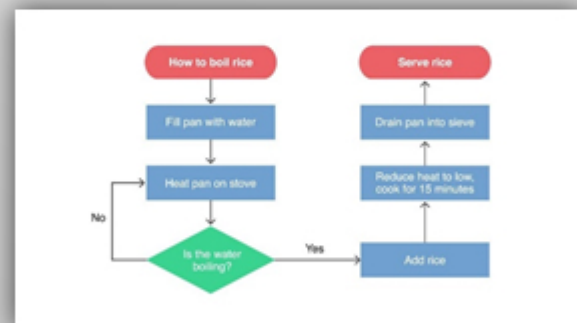 How to boil rice
Fill pan with water
Heat pan on stove
No
Is the water
boiling?
Yes
Add rice
Reduce heat to low,
cook for 15 minutes
Drain pan into sieve
Serve rice